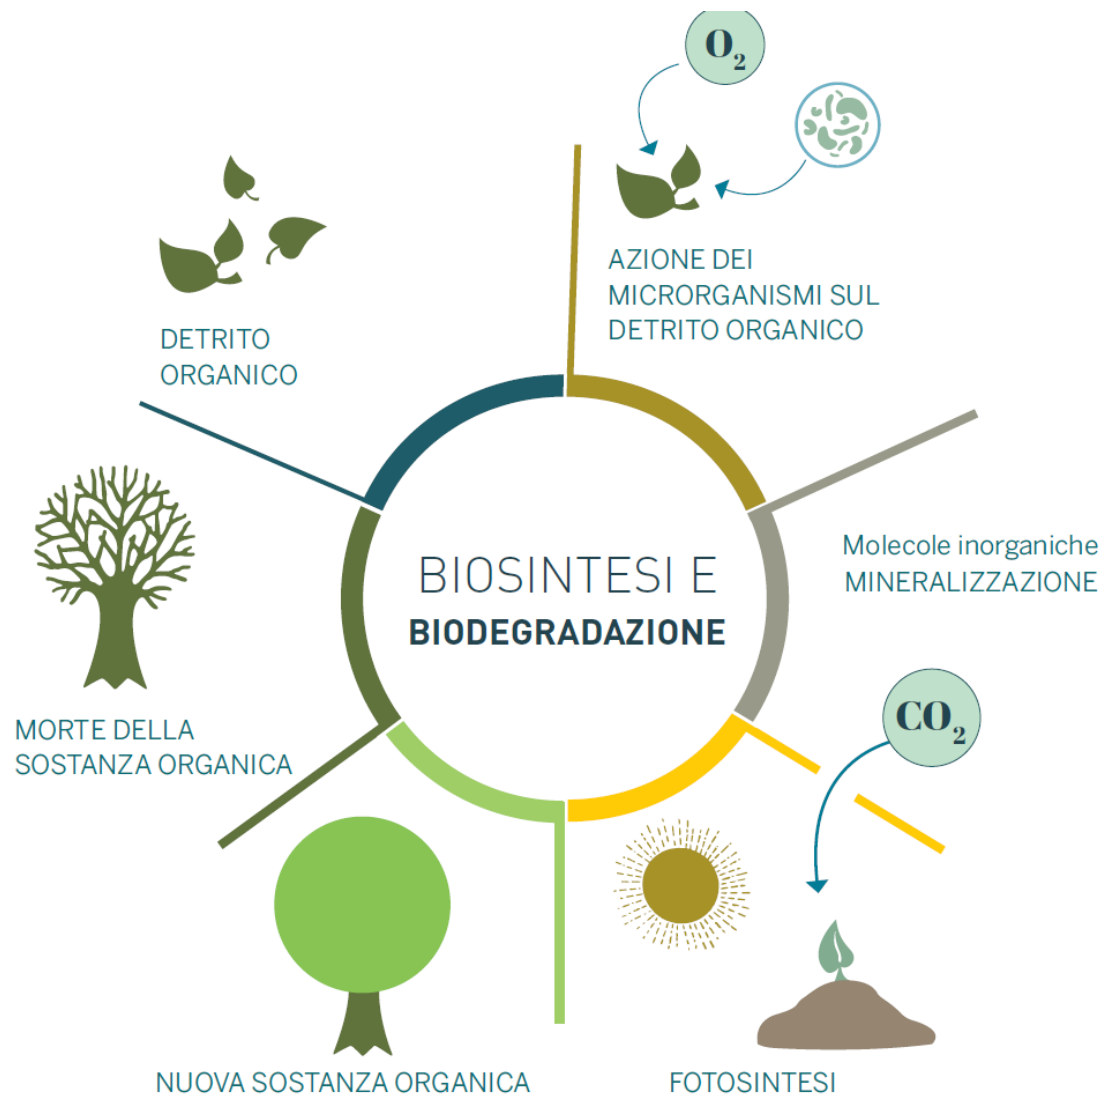 O2
DETRITO
ORGANICO
AZIONE DEI
MICRORGANISMI SUL
DETRITO ORGANICO
BIOSINTESI E
BIODEGRADAZIONE
Molecole inorganiche
MINERALIZZAZIONE
CO2
MORTE DELLA
SOSTANZA ORGANICA
NUOVA SOSTANZA ORGANICA
FOTOSINTESI